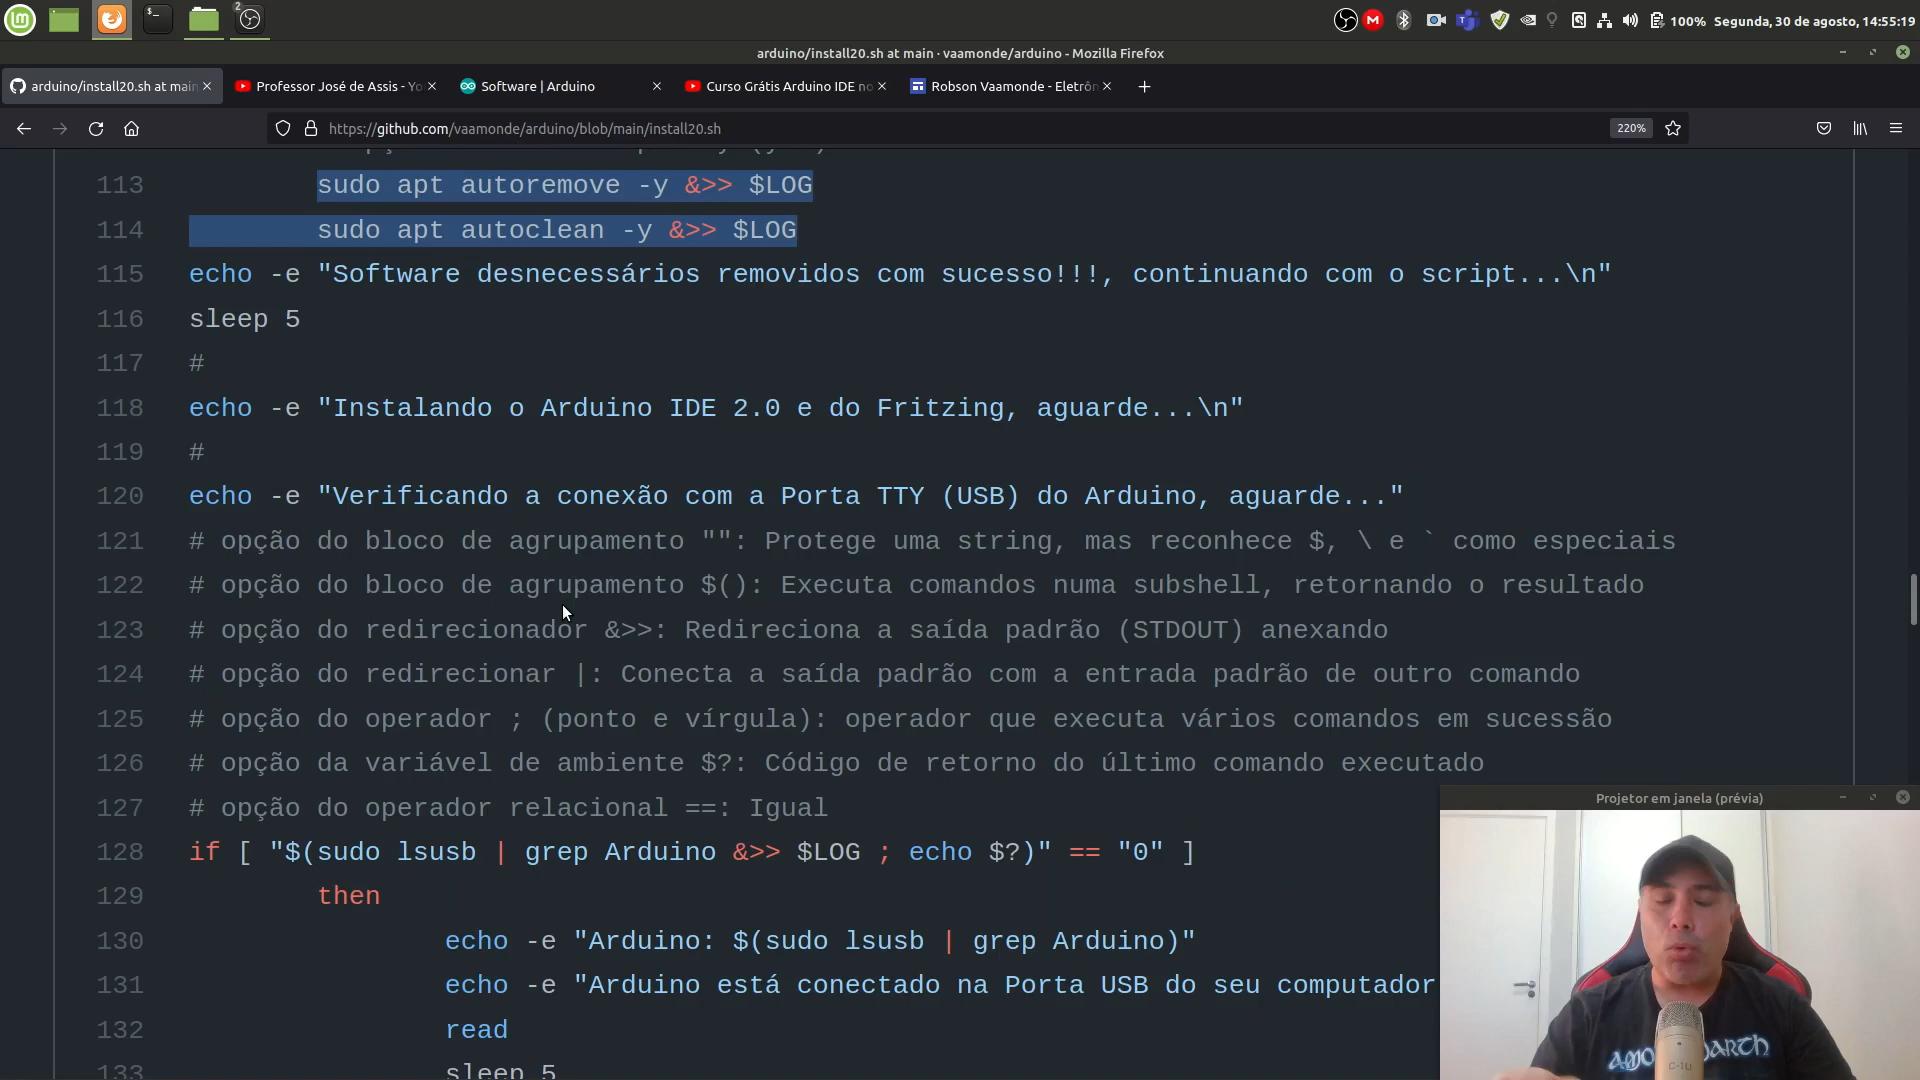 2
M
100% Segunda, 30 de agosto, 14:55:19
arduino/install20.sh at main · vaamonde/arduino - Mozilla Firefox
arduino/install20.sh at main
Professor José de Assis - Yo
Software | Arduino
Curso Grátis Arduino IDE no
Robson Vaamonde - Eletrôn
https://github.com/vaamonde/arduino/blob/main/install20.sh
220%
113 sudo apt autoremove -y &>> $LOG
114 sudo apt autoclean -y &>> $LOG
115 echo -e "Software desnecessários removidos com sucesso!!!, continuando com o script...\n"
116 sleep 5
117 #
118 echo -e "Instalando o Arduino IDE 2.0 e do Fritzing, aguarde...\n"
119 #
120 echo -e "Verificando a conexão com a Porta TTY (USB) do Arduino, aguarde..."
121 # opção do bloco de agrupamento "": Protege uma string, mas reconhece $, \ e ` como especiais
122 # opção do bloco de agrupamento $(): Executa comandos numa subshell, retornando o resultado
123 # opção do redirecionador &>>: Redireciona a saída padrão (STDOUT) anexando
124 # opção do redirecionar |: Conecta a saída padrão com a entrada padrão de outro comando
125 # opção do operador ; (ponto e vírgula): operador que executa vários comandos em sucessão
126 # opção da variável de ambiente $?: Código de retorno do último comando executado
127 # opção do operador relacional ==: Igual
128 if [ "$(sudo lsusb | grep Arduino &>> $LOG ; echo $?)" == "0" ]
129 then
130 echo -e "Arduino: $(sudo lsusb | grep Arduino)"
131 echo -e "Arduino está conectado na Porta USB do seu computador
132 read
133 sleep 5
Projetor em janela (prévia)
C-1U